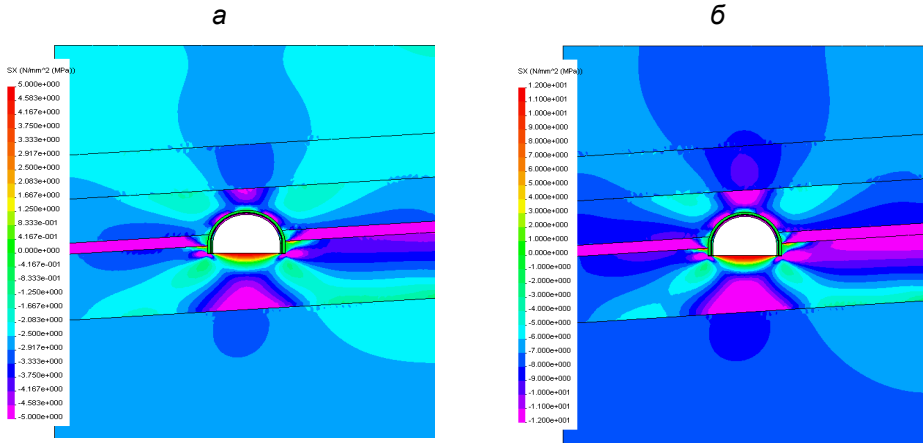 а
б
SX (N/mm^2 (MPa))
5.000e+000
4.583e+000
4.167e+000
3.750e+000
3.333e+000
2.917e+000
2.500e+000
2.083e+000
1.667e+000
1.250e+000
8.333e-001
4.167e-001
0.000e+000
-4.167e-001
-8.333e-001
-1.250e+000
-1.667e+000
-2.083e+000
-2.500e+000
-2.917e+000
-3.333e+000
-3.750e+000
-4.167e+000
-4.583e+000
-5.000e+000
SX (N/mm^2 (MPa))
1.200e+001
1.100e+001
1.000e+001
9.000e+000
8.000e+000
7.000e+000
6.000e+000
5.000e+000
4.000e+000
3.000e+000
2.000e+000
1.000e+000
0.000e+000
-1.000e+000
-2.000e+000
-3.000e+000
-4.000e+000
-5.000e+000
-6.000e+000
-7.000e+000
-8.000e+000
-9.000e+000
-1.000e+001
-1.100e+001
-1.200e+001